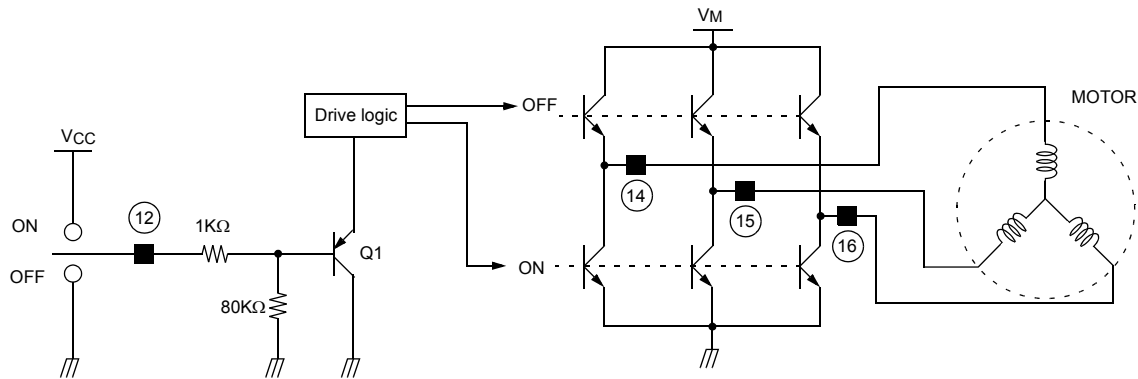 VM
OFF
MOTOR
Drive logic
VCC
14
12
15
ON
1KΩ
Q1
16
OFF
ON
80KΩ